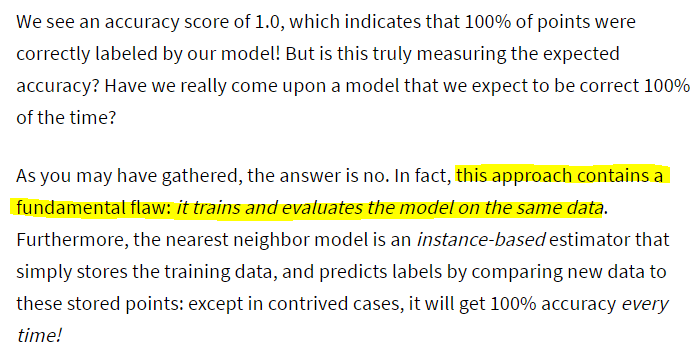 We see an accuracy score of 1.0, which indicates that 100% of points were
correctly labeled by our model! But is this truly measuring the expected
accuracy? Have we really come upon a model that we expect to be correct 100%
of the time?
As you may have gathered, the answer is no. In fact, this approach contains a
fundamental flaw: it trains and evaluates the model on the same data.
Furthermore, the nearest neighbor model is an instance-based estimator that
simply stores the training data, and predicts labels by comparing new data to
these stored points: except in contrived cases, it will get 100% accuracy every
time!